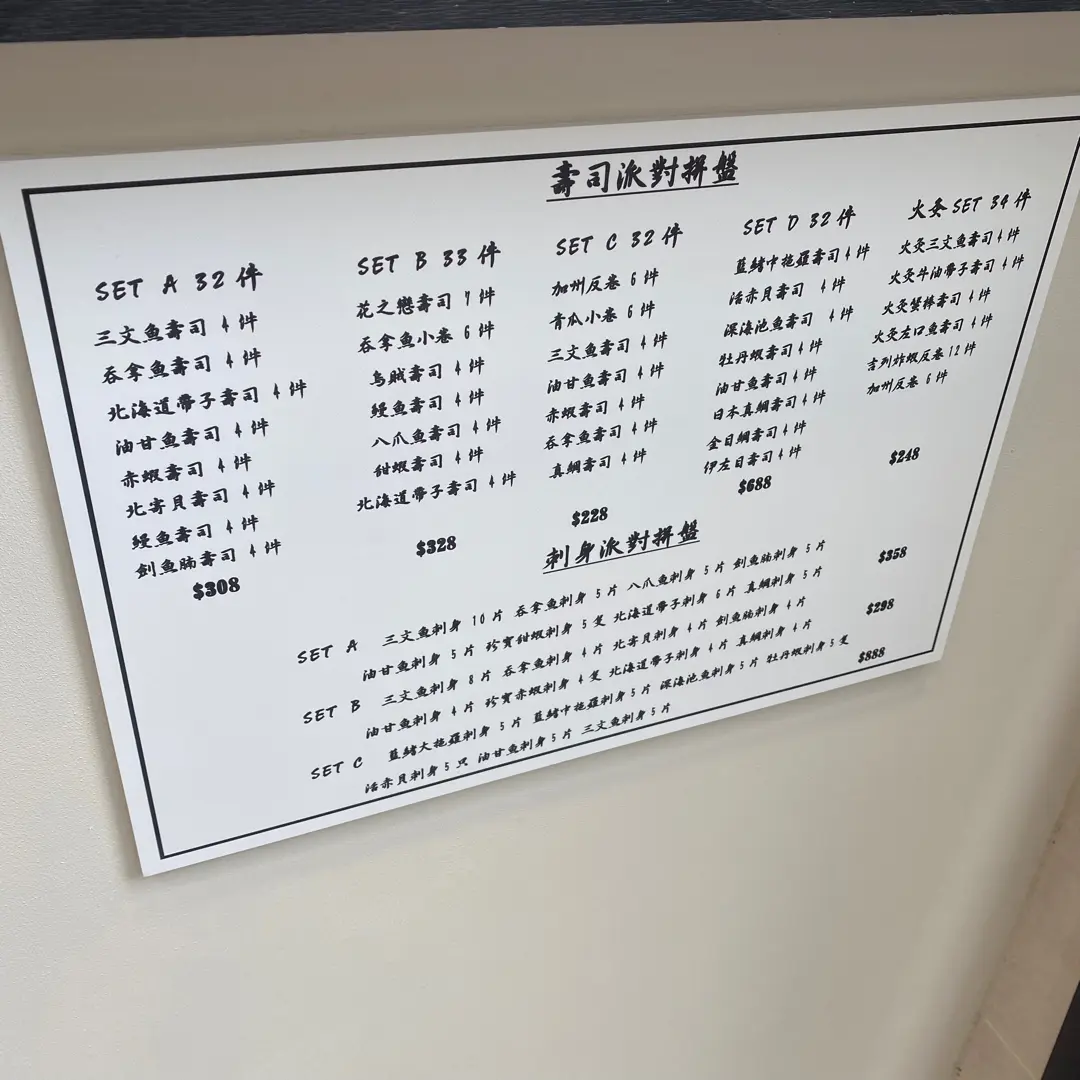 壽司派對拼盤
SET A 32件
三文魚壽司 4件
吞拿魚壽司 4件
北海道帶子壽司 4件
油甘魚壽司 4件
赤蝦壽司 4件
北寄貝壽司 4件
鰻魚壽司 4件
劍魚腩壽司 4件
$308
SET B 33件
花之戀壽司 7件
吞拿魚小卷 6件
烏賊壽司 4件
鰻魚壽司 4件
八爪魚壽司 4件
甜蝦壽司 4件
北海道帶子壽司 4件
$328
SET C 32件
加州反卷 6件
青瓜小卷 6件
三文魚壽司 4件
油甘魚壽司 4件
赤蝦壽司 4件
吞拿魚壽司 4件
真鯛壽司 4件
$228
SET D 32件
藍鰭中拖羅壽司4件
活赤貝壽司 4件
深海池魚壽司 4件
牡丹蝦壽司4件
油甘魚壽司4件
日本真鯛壽司4件
金目鯛壽司4件
伊左目壽司4件
$688
火灸SET 34件
火灸三文魚壽司4件
火灸牛油帶子壽司 4件
火灸蟹棒壽司 4件
火灸左口魚壽司 4件
吉列炸蝦反卷12件
加州反卷 6件
$248
刺身派對拼盤
SET A 三文魚刺身 10片 吞拿魚刺身 5片 八爪魚刺身 5片 劍魚腩刺身 5片 $358
油甘魚刺身 5片 珍寶甜蝦刺身 5隻 北海道帶子刺身 6片 真鯛刺身 5片
SET B 三文魚刺身 8片 吞拿魚刺身 4片 北寄貝刺身 4片 劍魚腩刺身 4片 $298
油甘魚刺身 4片 珍寶赤蝦刺身 4隻 北海道帶子刺身 4片 真鯛刺身 4片
SET C 藍鰭大拖羅刺身 5片 藍鰭中拖羅刺身5片 深海池魚刺身5片 牡丹蝦刺身5隻 $888
活赤貝刺身5只 油甘魚刺身5片 三文魚刺身5片